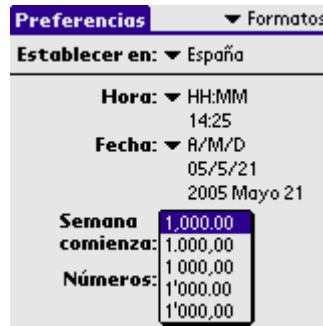 Preferencias ▼ Formatos
Establecer en: ▼ España
Hora: ▼ HH:MM
14:25
Fecha: ▼ A/M/D
05/5/21
2005 Mayo 21
Semana
comienza:
Números:
1,000.00
1.000,00
1 000,00
1'000.00
1'000,00